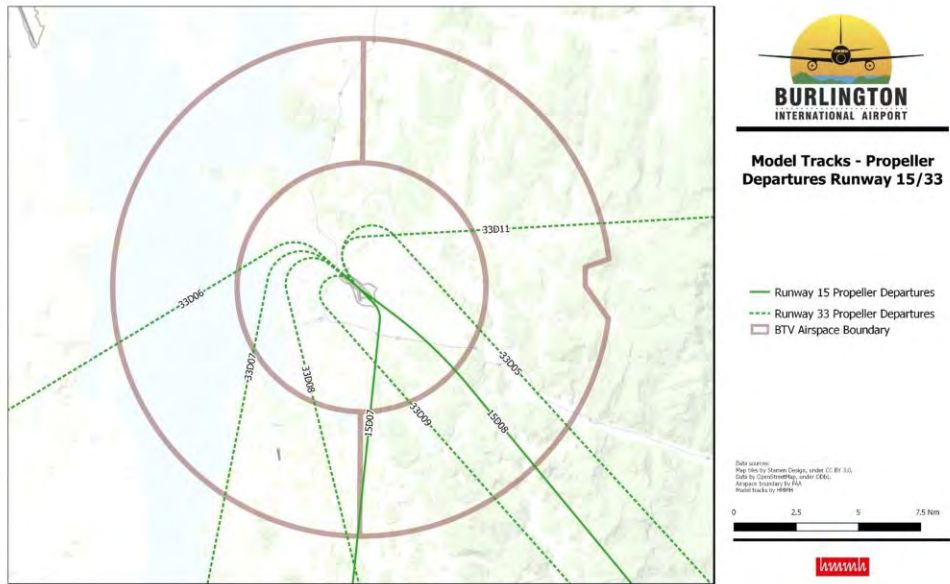 BURLINGTON
INTERNATIONAL AIRPORT
Model Tracks - Propeller
Departures Runway 15/33
33D11
33D06
33D07
33D08
33D05
33D09
15D07
15D08
Runway 15 Propeller Departures
Runway 33 Propeller Departures
BTV Airspace Boundary
Data sources:
Map tiles by Stamen Design, under CC BY 3.0,
Data by OpenStreetMap, under ODbL
Airspace boundary by FAA
Model tracks by HMMH
0 2.5 5 7.5 Nm
hmmh